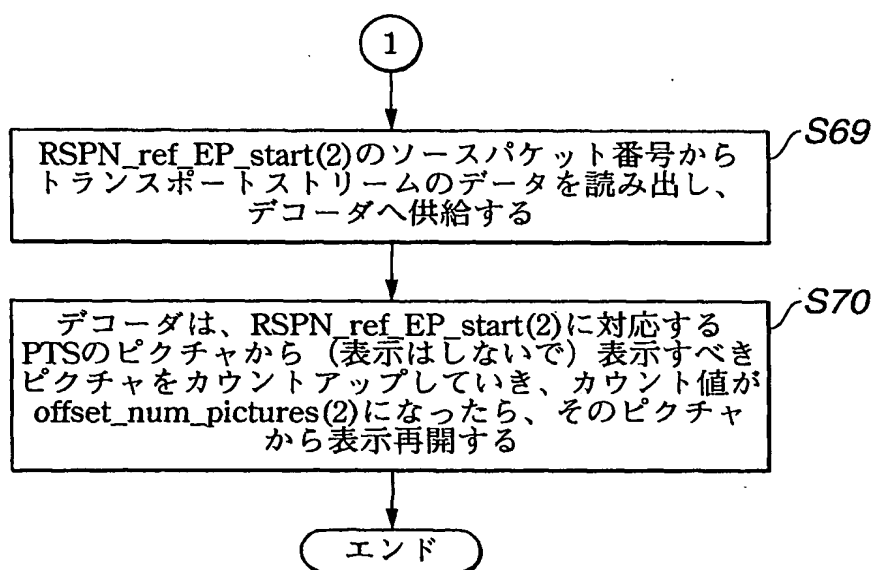 1
S69
RSPN_ref_EP_start(2)のソースパケット番号から
トランスポートストリームのデータを読み出し、
デコーダへ供給する
S70
デコーダは、RSPN_ref_EP_start(2)に対応する
PTSのピクチャから（表示はしないで）表示すべき
ピクチャをカウントアップしていき、カウント値が
offset_num_pictures(2)になったら、そのピクチャ
から表示再開する
エンド